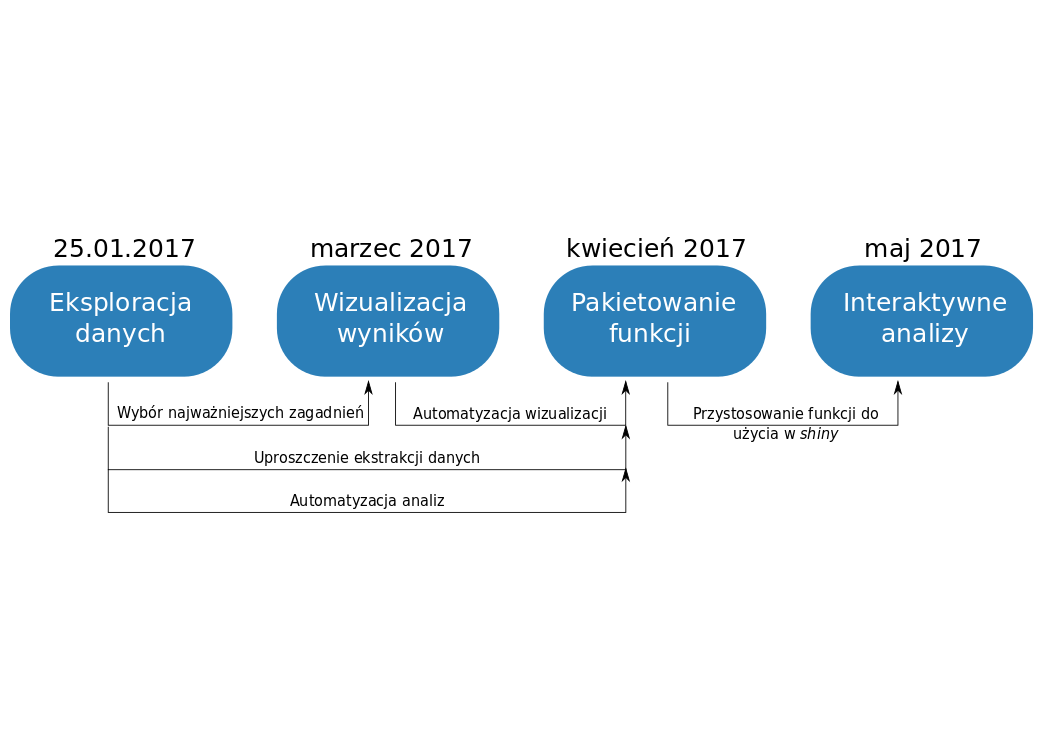 25.01.2017
marzec 2017
kwiecień 2017
maj 2017
Eksploracja
danych
Wizualizacja
wyników
Pakietowanie
funkcji
Interaktywne
analizy
Wybór najważniejszych zagadnień
Automatyzacja wizualizacji
Przystosowanie funkcji do
użycia w shiny
Uproszczenie ekstrakcji danych
Automatyzacja analiz